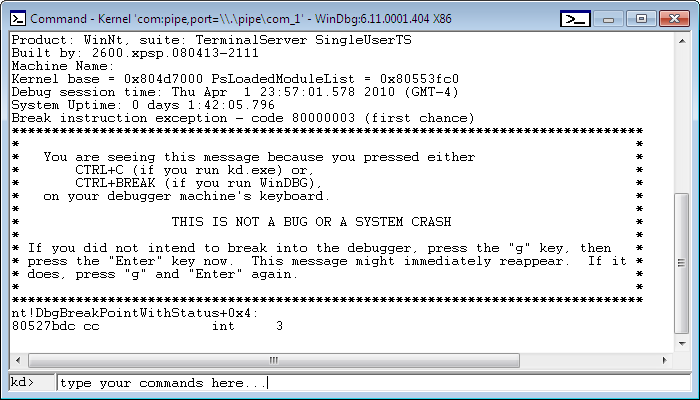 Command - Kernel 'com:pipe,port=\\.\pipe\com_1' - WinDbg:6.11.0001.404 X86
Product: WinNt, suite: TerminalServer SingleUserTS
Built by: 2600.xpsp.080413-2111
Machine Name:
Kernel base = 0x804d7000 PsLoadedModuleList = 0x80553fc0
Debug session time: Thu Apr  1 23:57:01.578 2010 (GMT-4)
System Uptime: 0 days 1:42:05.796
Break instruction exception - code 80000003 (first chance)
*******************************************************************************
*                                                                             *
*   You are seeing this message because you pressed either                    *
*       CTRL+C (if you run kd.exe) or,                                        *
*       CTRL+BREAK (if you run WinDBG),                                       *
*   on your debugger machine's keyboard.                                      *
*                                                                             *
*                   THIS IS NOT A BUG OR A SYSTEM CRASH                       *
*                                                                             *
* If you did not intend to break into the debugger, press the "g" key, then   *
* press the "Enter" key now.  This message might immediately reappear.  If it *
* does, press "g" and "Enter" again.                                          *
*                                                                             *
*******************************************************************************
nt!DbgBreakPointWithStatus+0x4:
80527bdc cc              int     3
kd> type your commands here...